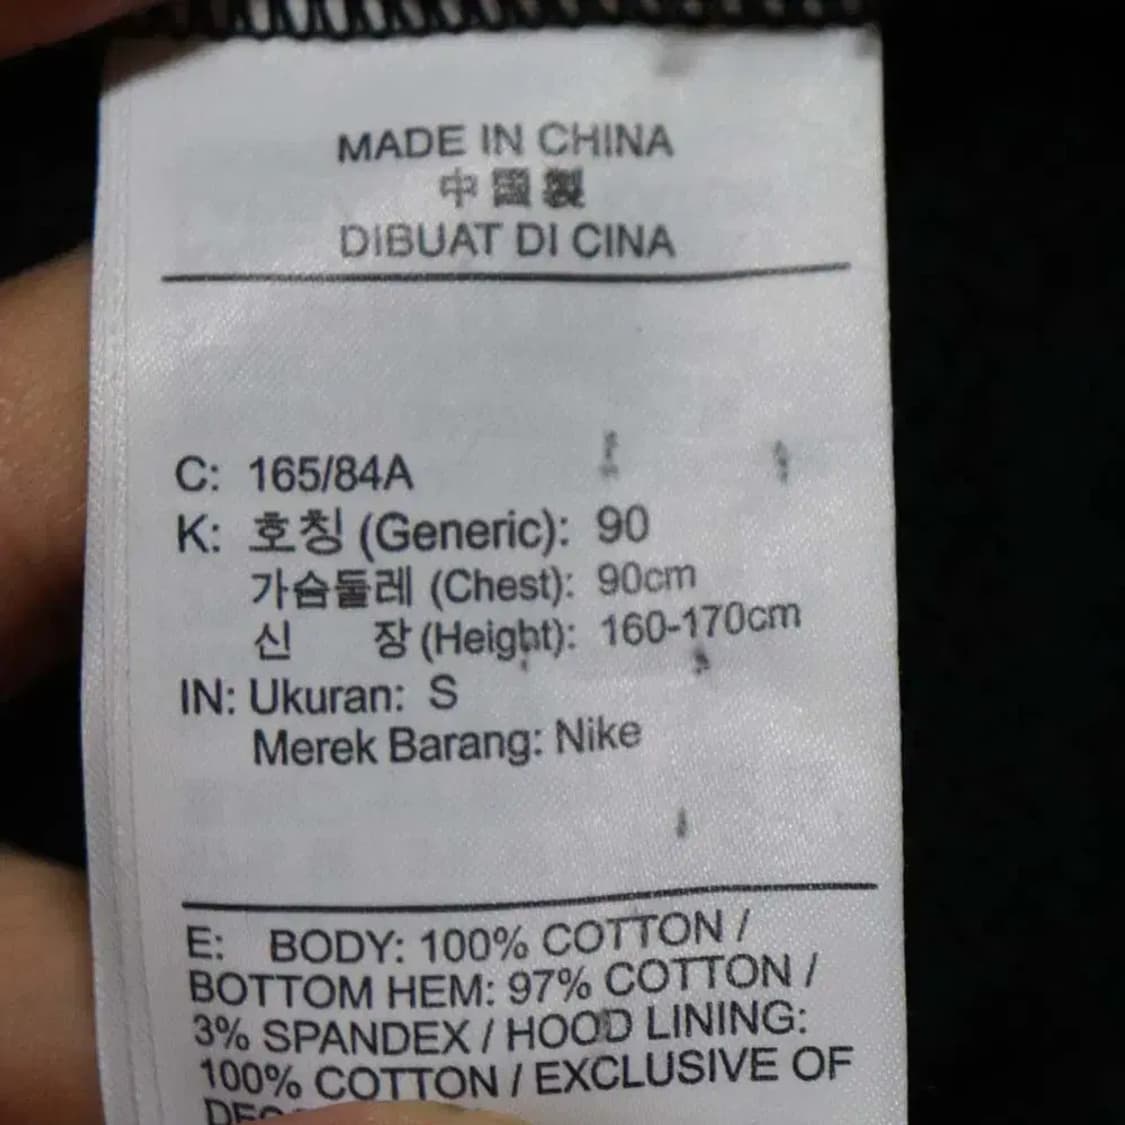 MADE IN CHINA
中國製
DIBUAT DI CINA
C: 165/84A
K: 호칭 (Generic): 90
가슴둘레 (Chest): 90cm
신 장 (Height): 160-170cm
IN: Ukuran: S
Merek Barang: Nike
E: BODY: 100% COTTON /
BOTTOM HEM: 97% COTTON /
3% SPANDEX / HOOD LINING:
100% COTTON / EXCLUSIVE OF